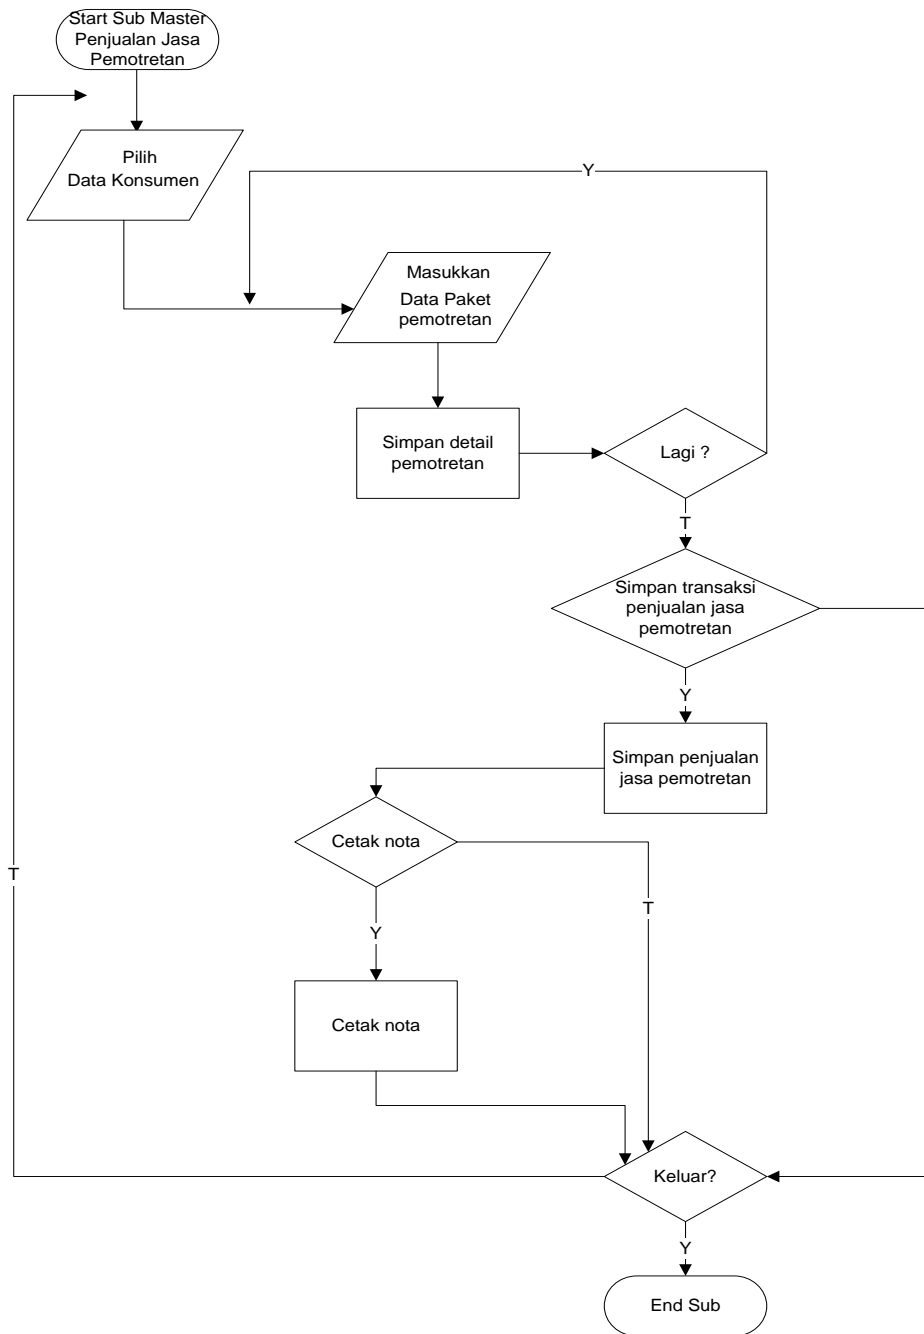 Start Sub Master
Penjualan Jasa
Pemotretan
Pilih
Data Konsumen
Y
Masukkan
Data Paket
pemotretan
Simpan detail
pemotretan
Lagi ?
T
Simpan transaksi
penjualan jasa
pemotretan
Y
Simpan penjualan
jasa pemotretan
Cetak nota
T
T
Y
Cetak nota
Keluar?
Y
End Sub